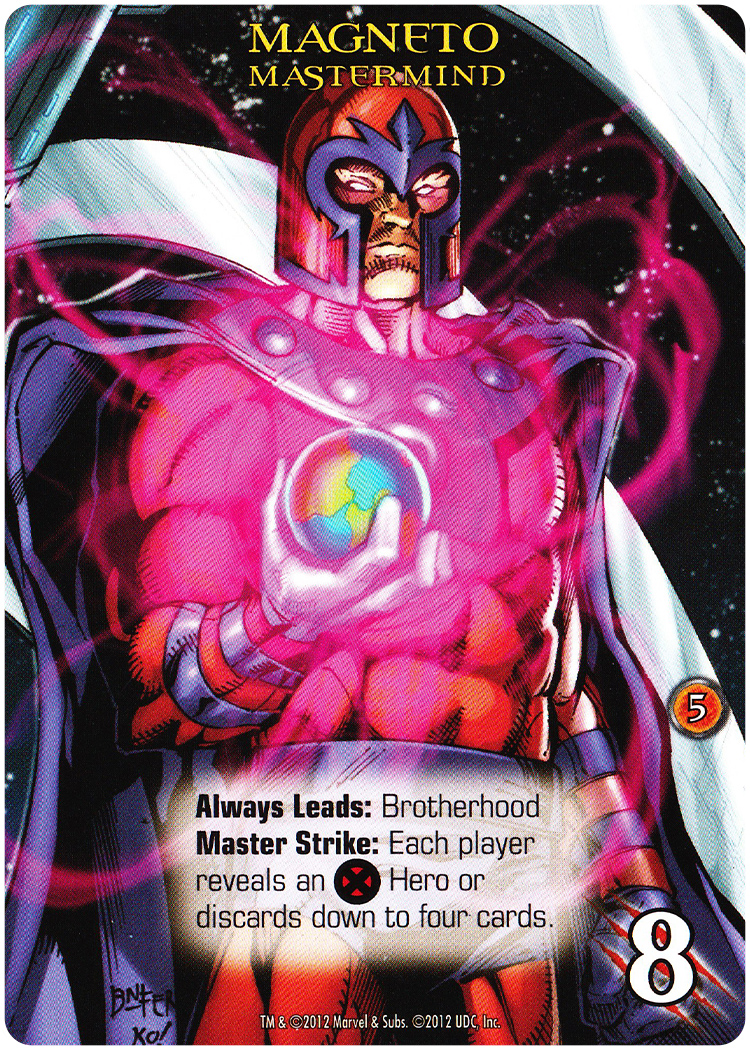 MAGNETO
MASTERMIND
5
Always Leads: Brotherhood
Master Strike: Each player
reveals an Hero or
discards down to four cards.
8
XO!
TM & ©2012 Marvel & Subs. ©2012 UDC, Inc.